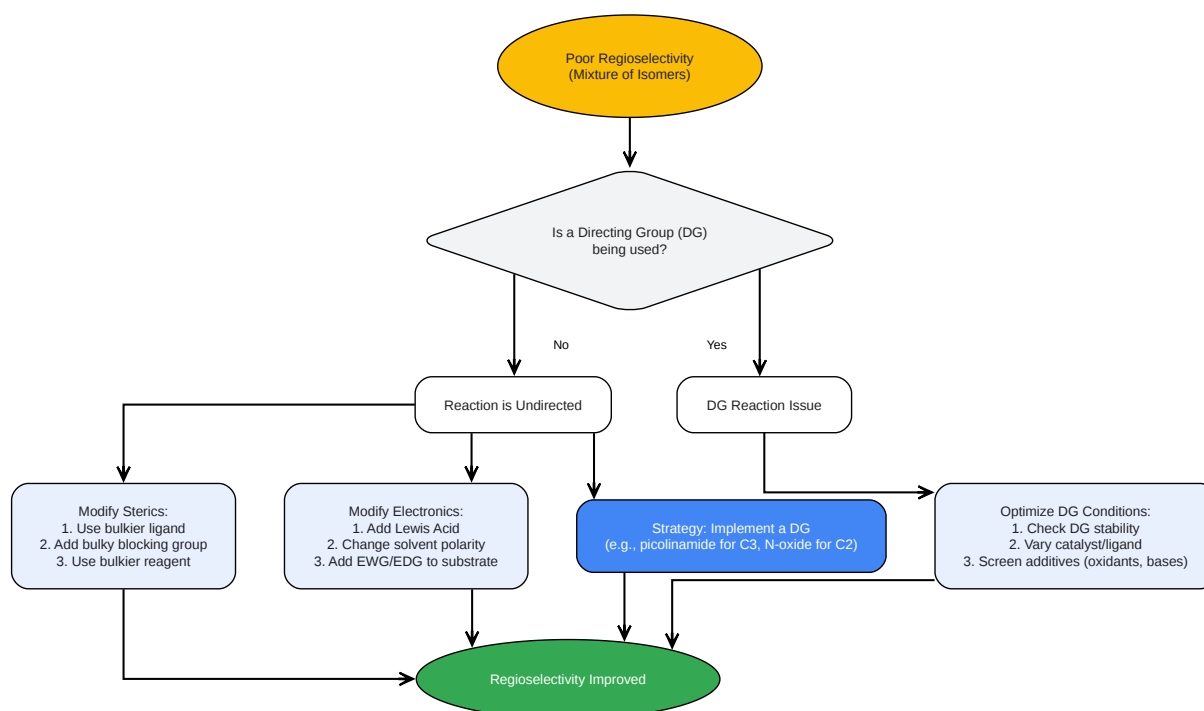 Poor Regioselectivity
(Mixture of Isomers)
Is a Directing Group (DG)
being used?
No
Yes
Reaction is Undirected
DG Reaction Issue
Modify Sterics:
1. Use bulkier ligand
2. Add bulky blocking group
3. Use bulkier reagent
Modify Electronics:
1. Add Lewis Acid
2. Change solvent polarity
3. Add EWG/EDG to substrate
Strategy: Implement a DG
(e.g., picolinamide for C3, N-oxide for C2)
Optimize DG Conditions:
1. Check DG stability
2. Vary catalyst/ligand
3. Screen additives (oxidants, bases)
Regioselectivity Improved